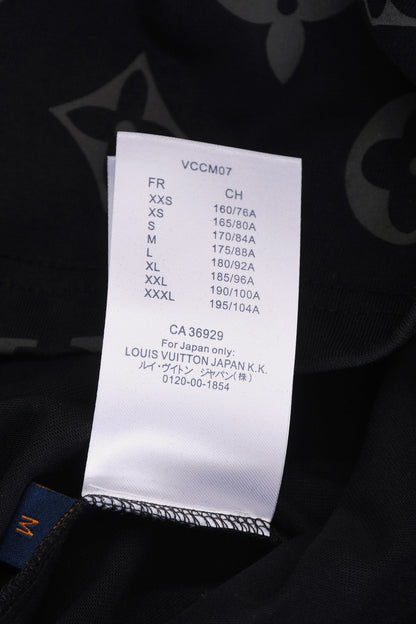 VCCM07
FR CH
XXS 160/76A
XS 165/80A
S 170/84A
M 175/88A
L 180/92A
XL 185/96A
XXL 190/100A
XXXL 195/104A
CA 36929
For Japan only:
LOUIS VUITTON JAPAN K.K.
ルイ・ヴイトン ジャパン(株)
0120-00-1854
M